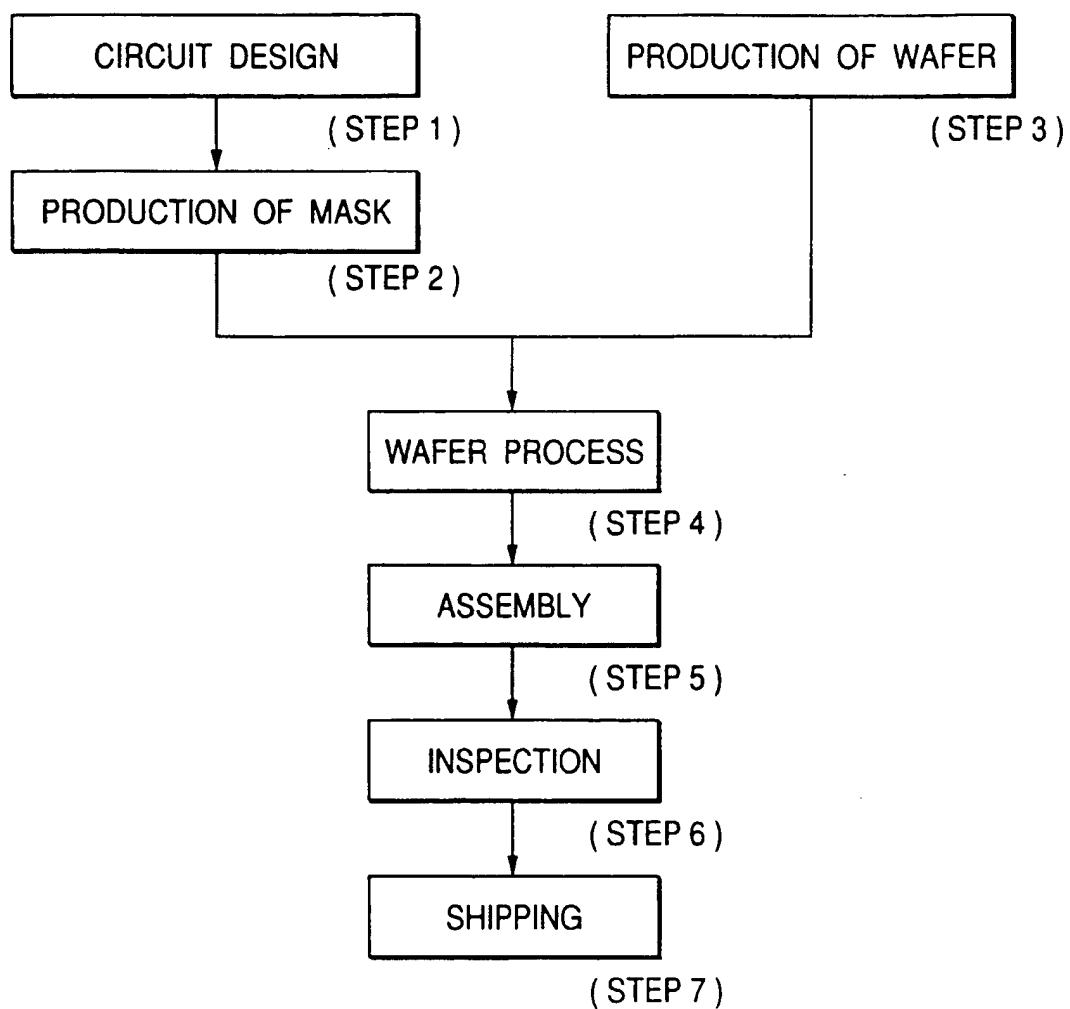 CIRCUIT DESIGN
( STEP 1 )
PRODUCTION OF MASK
( STEP 2 )
PRODUCTION OF WAFER
( STEP 3 )
WAFER PROCESS
( STEP 4 )
ASSEMBLY
( STEP 5 )
INSPECTION
( STEP 6 )
SHIPPING
( STEP 7 )